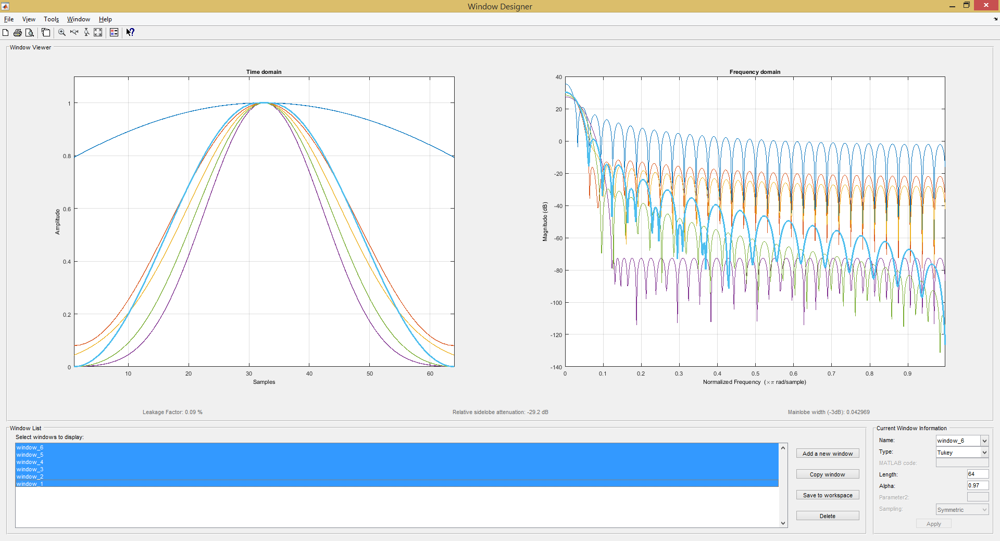 Window Designer
File View Tools Window Help
Window Viewer
Time domain
1
0.8
0.6
0.4
0.2
0
Amplitude
10 20 30 40 50 60
Samples
Frequency domain
40
20
0
-20
-40
-60
-80
-100
-120
-140
Magnitude (dB)
0 0.1 0.2 0.3 0.4 0.5 0.6 0.7 0.8 0.9
Normalized Frequency (×π rad/sample)
Leakage Factor: 0.09 % Relative sidelobe attenuation: -29.2 dB Mainlobe width (-3dB): 0.042969
Window List
Select windows to display:
window_6
window_5
window_4
window_3
window_2
window_1
Add a new window
Copy window
Save to workspace
Delete
Current Window Information
Name: window_6
Type: Tukey
MATLAB code:
Length: 64
Alpha: 0.97
Parameter2:
Sampling: Symmetric
Apply